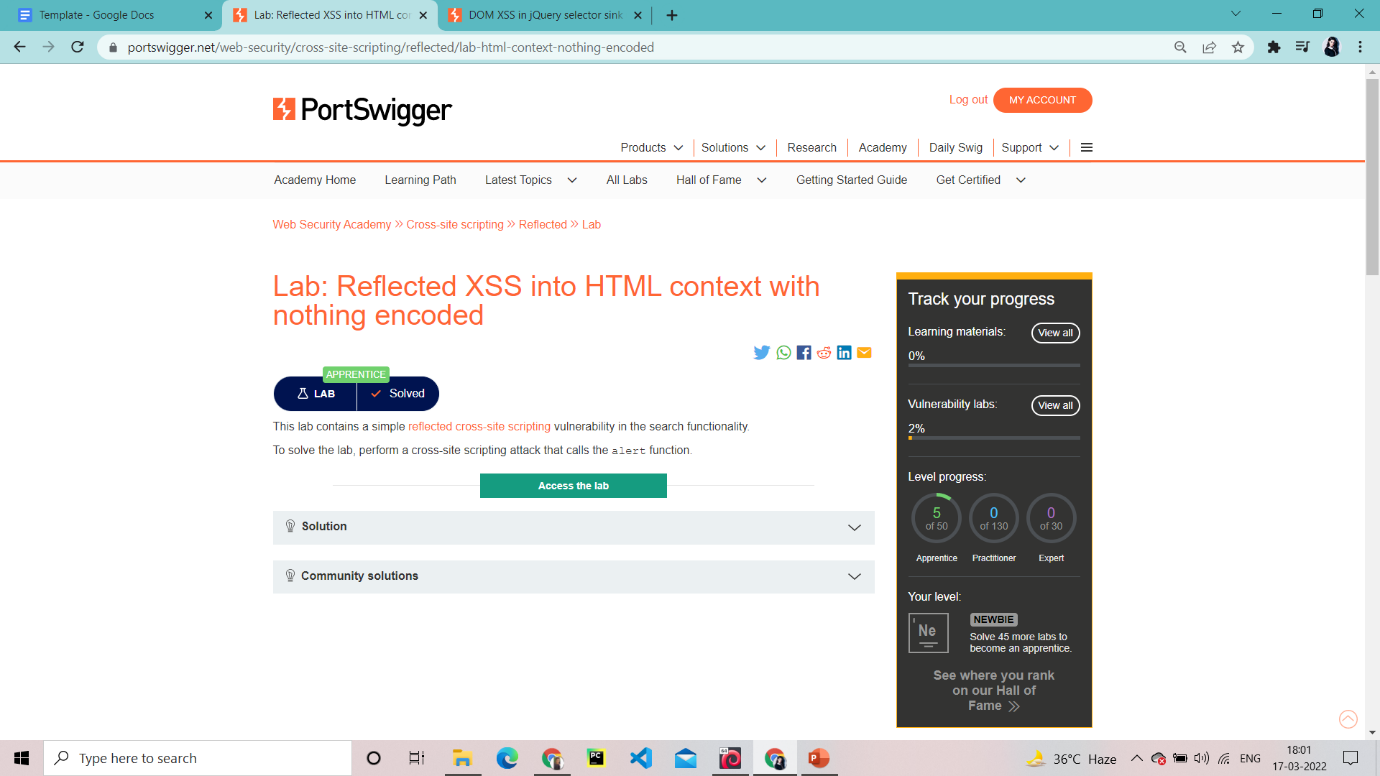 Template - Google Docs
Lab: Reflected XSS into HTML co
DOM XSS in jQuery selector sink
portswigger.net/web-security/cross-site-scripting/reflected/lab-html-context-nothing-encoded
PortSwigger
Log out
MY ACCOUNT
Products
Solutions
Research
Academy
Daily Swig
Support
Academy Home
Learning Path
Latest Topics
All Labs
Hall of Fame
Getting Started Guide
Get Certified
Web Security Academy » Cross-site scripting » Reflected » Lab
Lab: Reflected XSS into HTML context with
nothing encoded
APPRENTICE
LAB
Solved
This lab contains a simple reflected cross-site scripting vulnerability in the search functionality.
To solve the lab, perform a cross-site scripting attack that calls the alert function.
Access the lab
Solution
Community solutions
Track your progress
Learning materials:
View all
0%
Vulnerability labs:
View all
2%
Level progress:
5
of 50
0
of 130
0
of 30
Apprentice
Practitioner
Expert
Your level:
Ne
NEWBIE
Solve 45 more labs to
become an apprentice.
See where you rank
on our Hall of
Fame »
Type here to search
PC
36°C Haze
ENG
18:01
17-03-2022